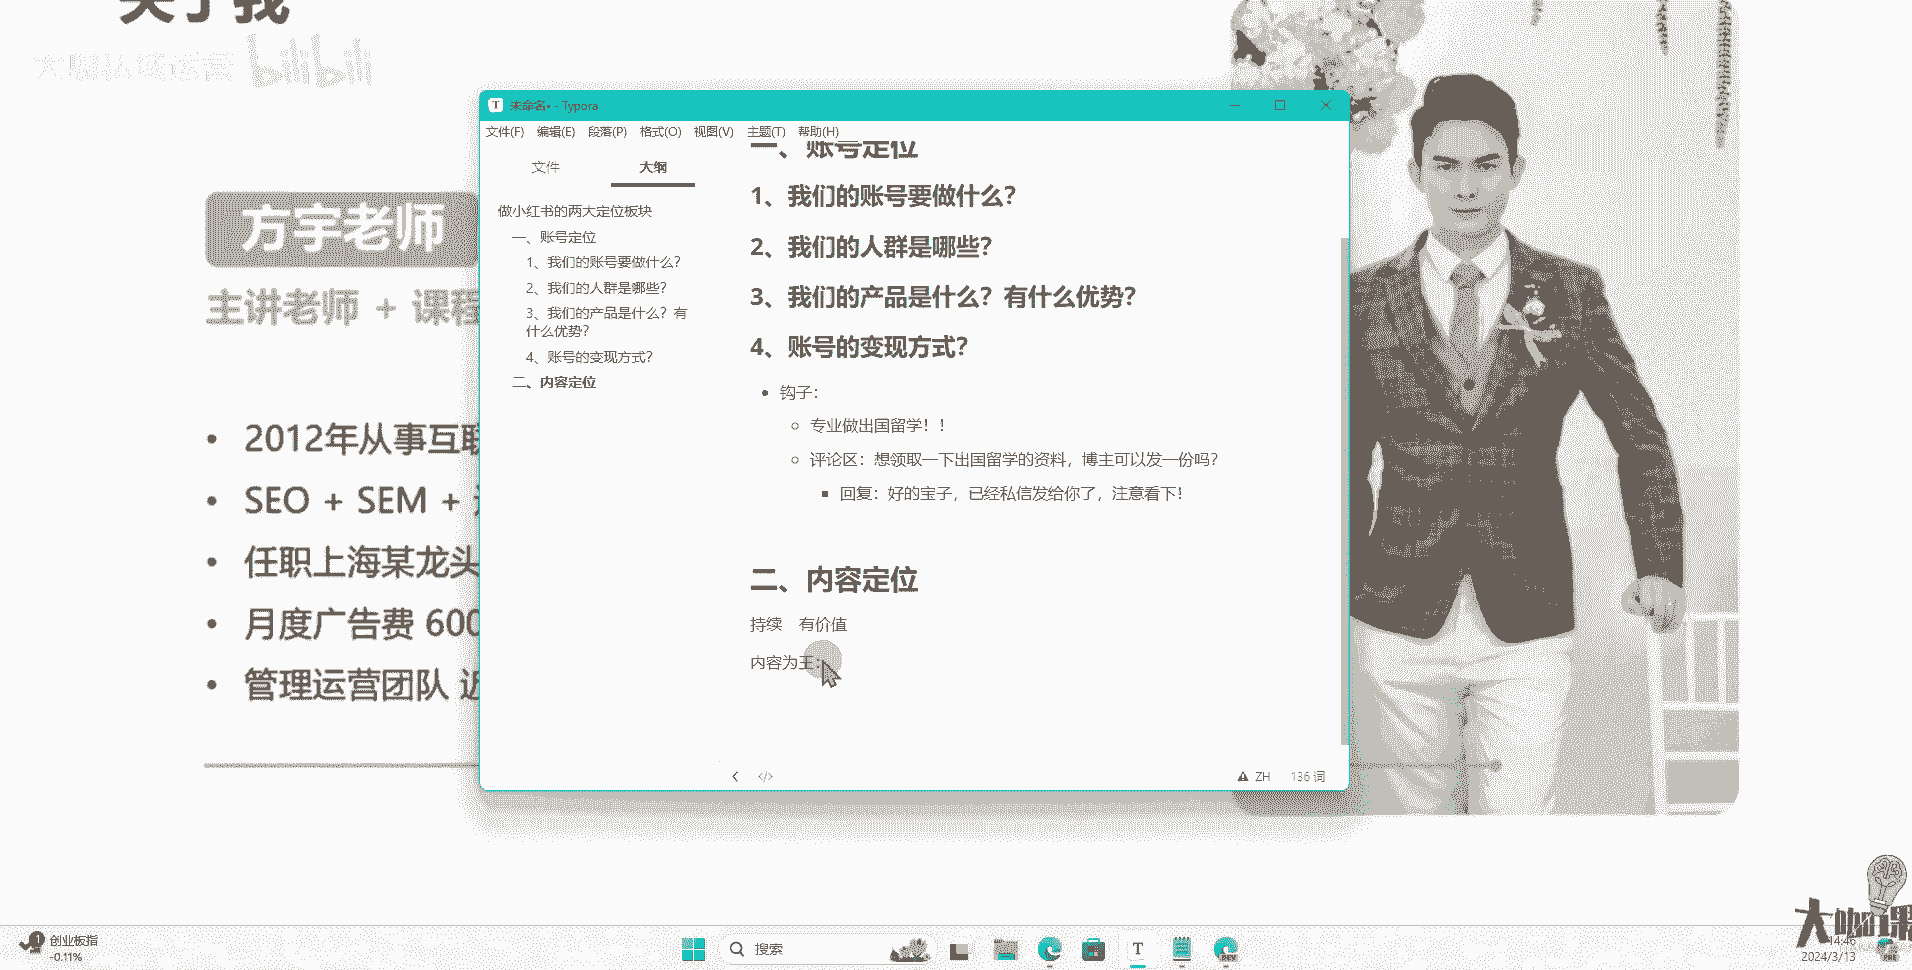 关于我
大咖私域运营 bilibili
方宇老师
主讲老师 + 课程
2012年从事互联
SEO + SEM +
任职上海某龙头
月度广告费 600
管理运营团队 近
T 未命名• - Typora
文件(F) 编辑(E) 段落(P) 格式(O) 视图(V) 主题(T) 帮助(H)
文件 大纲
做小红书的两大定位板块
一、账号定位
1、我们的账号要做什么？
2、我们的人群是哪些？
3、我们的产品是什么？有
什么优势？
4、账号的变现方式？
二、内容定位
一、账号定位
1、我们的账号要做什么？
2、我们的人群是哪些？
3、我们的产品是什么？有什么优势？
4、账号的变现方式？
钩子：
专业做出国留学！！
评论区：想领取一下出国留学的资料，博主可以发一份吗？
回复：好的宝子，已经私信发给你了，注意看下！
二、内容定位
持续 有价值
内容为王：
ZH 136 词
大咖课
1 创业板指
-0.11%
搜索
T
DEV
14:46
2024/3/13
PRE